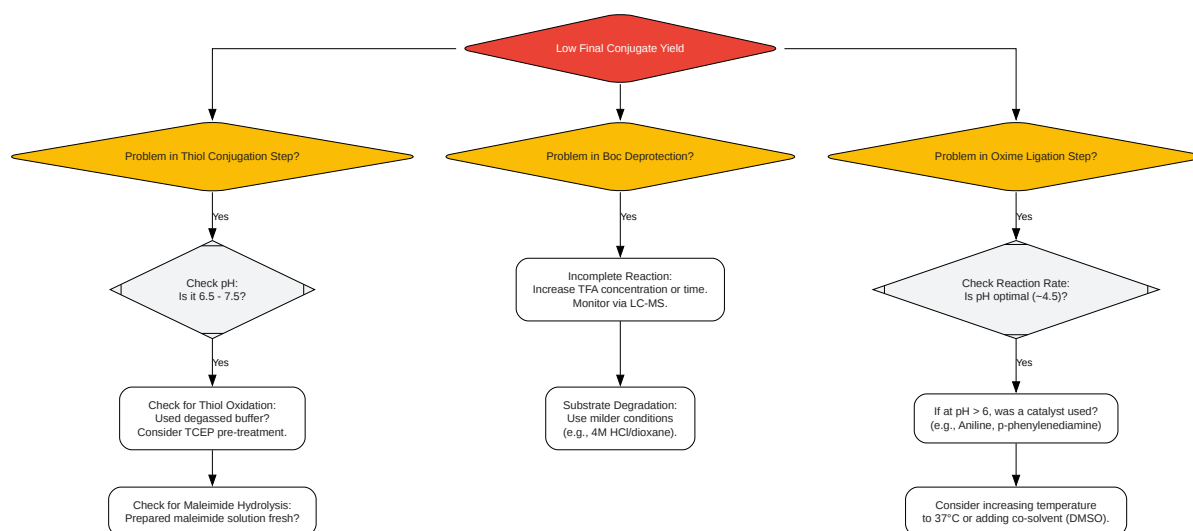 Low Final Conjugate Yield
Problem in Thiol Conjugation Step?
Problem in Boc Deprotection?
Problem in Oxime Ligation Step?
Yes
Yes
Yes
Check pH:
Is it 6.5 - 7.5?
Incomplete Reaction:
Increase TFA concentration or time.
Monitor via LC-MS.
Check Reaction Rate:
Is pH optimal (~4.5)?
Yes
Yes
Check for Thiol Oxidation:
Used degassed buffer?
Consider TCEP pre-treatment.
Substrate Degradation:
Use milder conditions
(e.g., 4M HCl/dioxane).
If at pH > 6, was a catalyst used?
(e.g., Aniline, p-phenylenediamine)
Check for Maleimide Hydrolysis:
Prepared maleimide solution fresh?
Consider increasing temperature
to 37°C or adding co-solvent (DMSO).